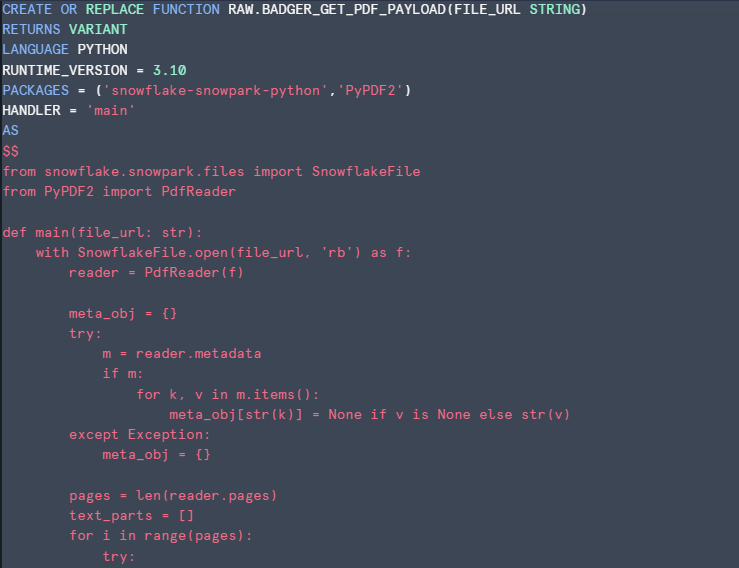 CREATE OR REPLACE FUNCTION RAW.BADGER_GET_PDF_PAYLOAD(FILE_URL STRING)
RETURNS VARIANT
LANGUAGE PYTHON
RUNTIME_VERSION = 3.10
PACKAGES = ('snowflake-snowpark-python','PyPDF2')
HANDLER = 'main'
AS
$$
from snowflake.snowpark.files import SnowflakeFile
from PyPDF2 import PdfReader

def main(file_url: str):
    with SnowflakeFile.open(file_url, 'rb') as f:
        reader = PdfReader(f)

        meta_obj = {}
        try:
            m = reader.metadata
            if m:
                for k, v in m.items():
                    meta_obj[str(k)] = None if v is None else str(v)
        except Exception:
            meta_obj = {}

        pages = len(reader.pages)
        text_parts = []
        for i in range(pages):
            try: